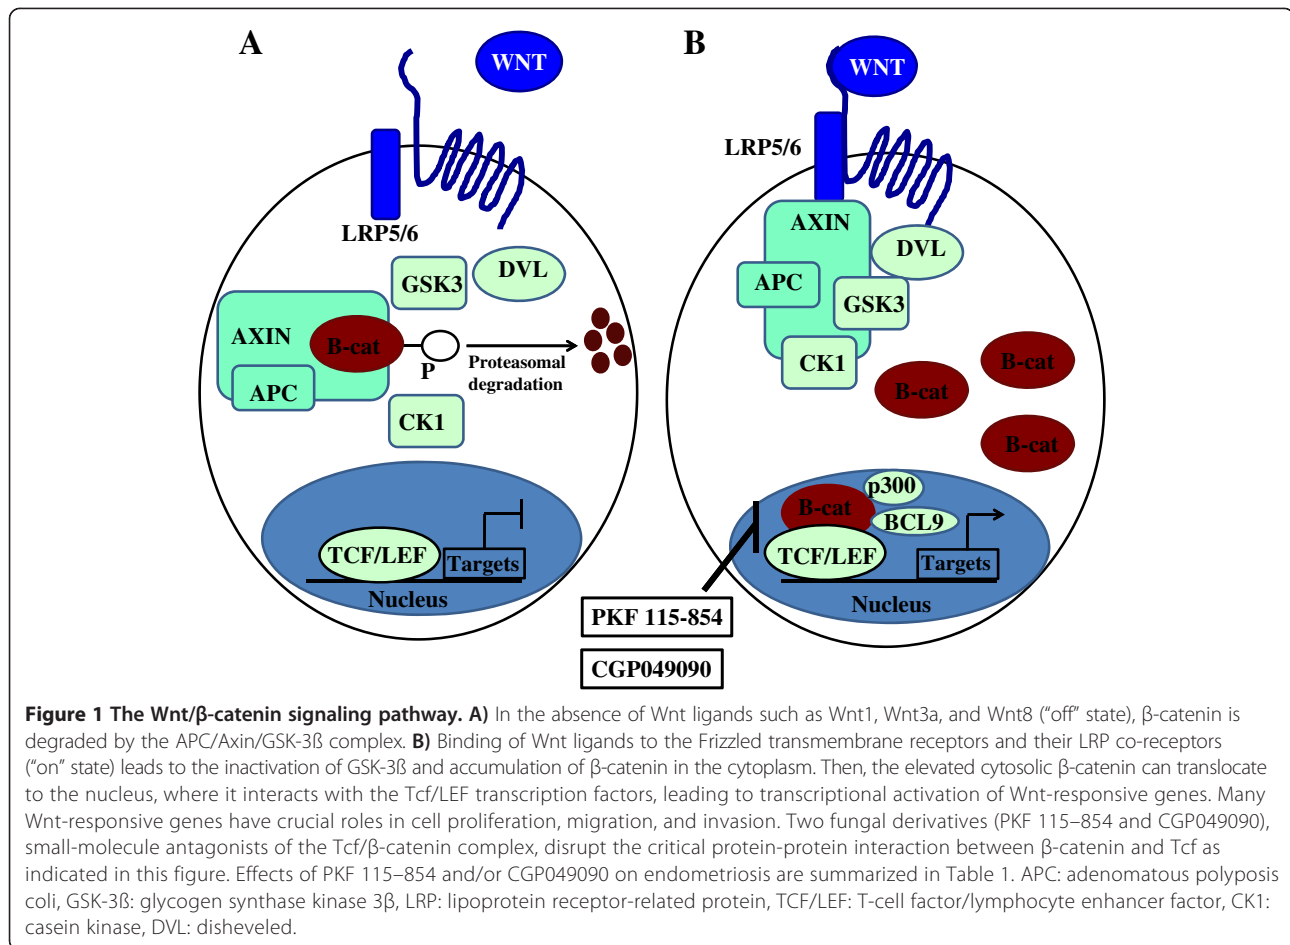 A
WNT
LRP5/6
GSK3
DVL
AXIN
B-cat
P
Proteasomal
degradation
APC
CK1
TCF/LEF
Targets
Nucleus
B
WNT
LRP5/6
AXIN
DVL
APC
GSK3
CK1
B-cat
B-cat
B-cat
p300
B-cat
BCL9
TCF/LEF
Targets
Nucleus
PKF 115-854
CGP049090
Figure 1 The Wnt/β-catenin signaling pathway. A) In the absence of Wnt ligands such as Wnt1, Wnt3a, and Wnt8 (“off” state), β-catenin is
degraded by the APC/Axin/GSK-3ß complex. B) Binding of Wnt ligands to the Frizzled transmembrane receptors and their LRP co-receptors
(“on” state) leads to the inactivation of GSK-3ß and accumulation of β-catenin in the cytoplasm. Then, the elevated cytosolic β-catenin can translocate
to the nucleus, where it interacts with the Tcf/LEF transcription factors, leading to transcriptional activation of Wnt-responsive genes. Many
Wnt-responsive genes have crucial roles in cell proliferation, migration, and invasion. Two fungal derivatives (PKF 115–854 and CGP049090),
small-molecule antagonists of the Tcf/β-catenin complex, disrupt the critical protein-protein interaction between β-catenin and Tcf as
indicated in this figure. Effects of PKF 115–854 and/or CGP049090 on endometriosis are summarized in Table 1. APC: adenomatous polyposis
coli, GSK-3ß: glycogen synthase kinase 3β, LRP: lipoprotein receptor-related protein, TCF/LEF: T-cell factor/lymphocyte enhancer factor, CK1:
casein kinase, DVL: disheveled.